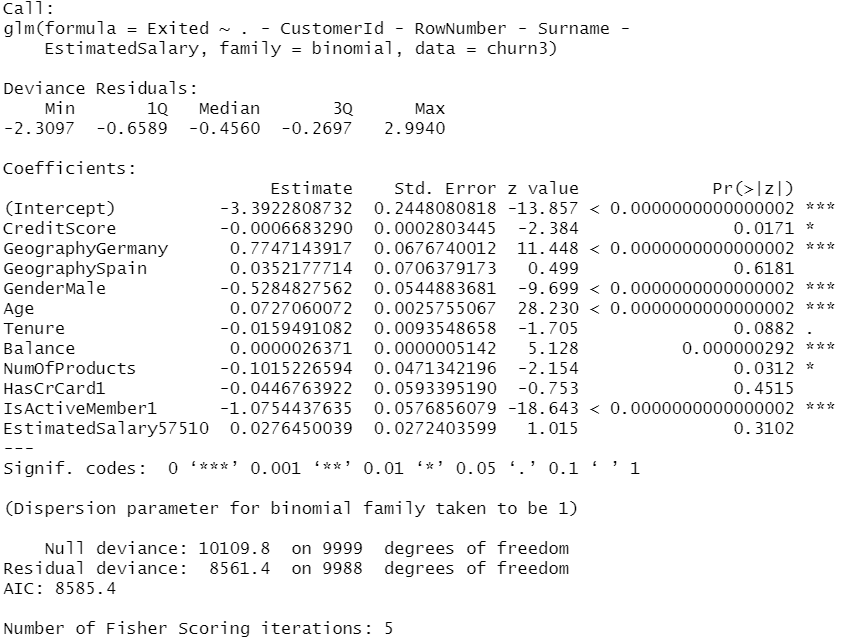 Call:
glm(formula = Exited ~ . - CustomerId - RowNumber - Surname -
    EstimatedSalary, family = binomial, data = churn3)

Deviance Residuals:
    Min       1Q   Median       3Q      Max
-2.3097  -0.6589  -0.4560  -0.2697   2.9940

Coefficients:
                       Estimate    Std. Error z value             Pr(>|z|)
(Intercept)       -3.3922808732  0.2448080818 -13.857 < 0.0000000000000002 ***
CreditScore       -0.0006683290  0.0002803445  -2.384               0.0171 *
GeographyGermany   0.7747143917  0.0676740012  11.448 < 0.0000000000000002 ***
GeographySpain     0.0352177714  0.0706379173   0.499               0.6181
GenderMale        -0.5284827562  0.0544883681  -9.699 < 0.0000000000000002 ***
Age                0.0727060072  0.0025755067  28.230 < 0.0000000000000002 ***
Tenure            -0.0159491082  0.0093548658  -1.705               0.0882 .
Balance            0.0000026371  0.0000005142   5.128          0.000000292 ***
NumOfProducts     -0.1015226594  0.0471342196  -2.154               0.0312 *
HasCrCard1        -0.0446763922  0.0593395190  -0.753               0.4515
IsActiveMember1   -1.0754437635  0.0576856079 -18.643 < 0.0000000000000002 ***
EstimatedSalary57510  0.0276450039  0.0272403599   1.015               0.3102
---
Signif. codes:  0 ‘***’ 0.001 ‘**’ 0.01 ‘*’ 0.05 ‘.’ 0.1 ‘ ’ 1

(Dispersion parameter for binomial family taken to be 1)

    Null deviance: 10109.8  on 9999  degrees of freedom
Residual deviance:  8561.4  on 9988  degrees of freedom
AIC: 8585.4

Number of Fisher Scoring iterations: 5